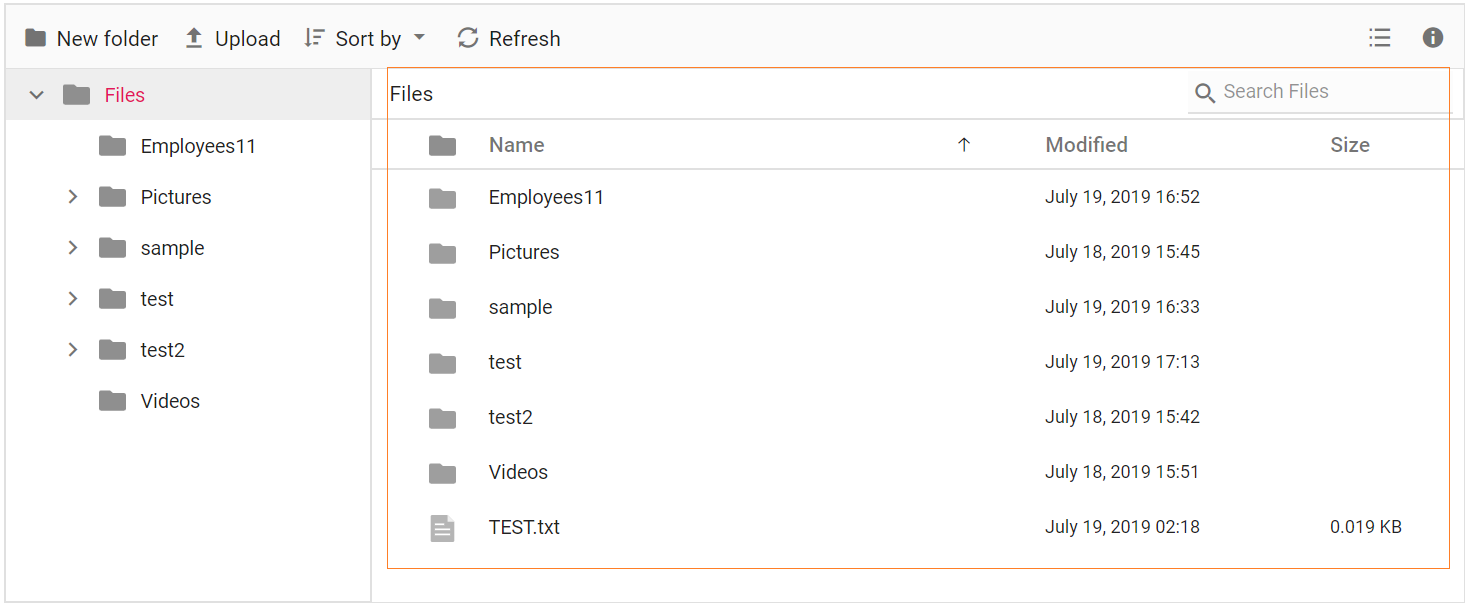 New folder Upload Sort by Refresh
Files
Employees11
Pictures
sample
test
test2
Videos
Files Search Files
Name Modified Size
Employees11 July 19, 2019 16:52
Pictures July 18, 2019 15:45
sample July 19, 2019 16:33
test July 19, 2019 17:13
test2 July 18, 2019 15:42
Videos July 18, 2019 15:51
TEST.txt July 19, 2019 02:18 0.019 KB